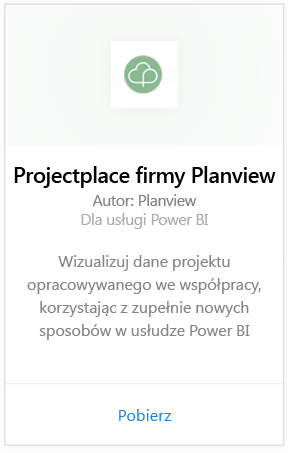 Projectplace firmy Planview
Autor: Planview
Dla usługi Power BI
Wizualizuj dane projektu
opracowywanego we współpracy,
korzystając z zupełnie nowych
sposobów w usłudze Power BI
Pobierz